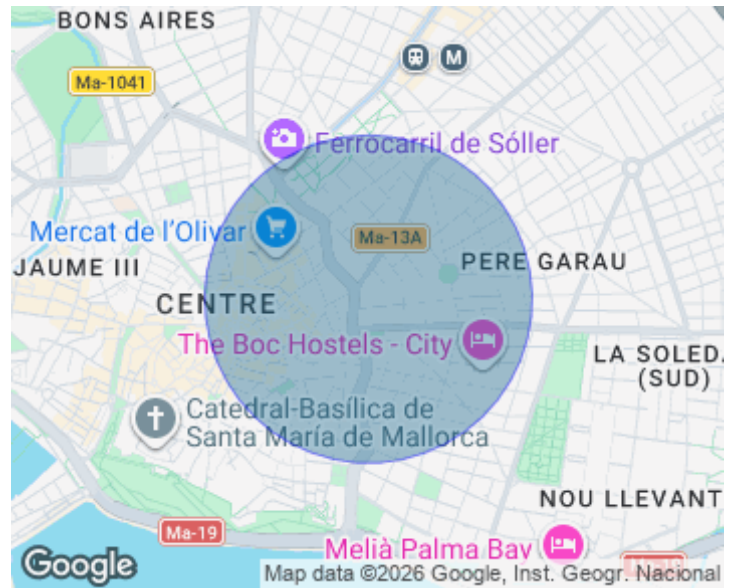 BONS AIRES
M
Ma-1041
Ferrocarril de Sóller
Mercat de l'Olivar
Ma-13A
JAUME III
PERE GARAU
CENTRE
The Boc Hostels - City
LA SOLED
(SUD)
Catedral-Basílica de
Santa María de Mallorca
NOU LLEVANT
Ma-19
Melià Palma Bay
Google
Map data ©2026 Google, Inst. Geogr. Nacional